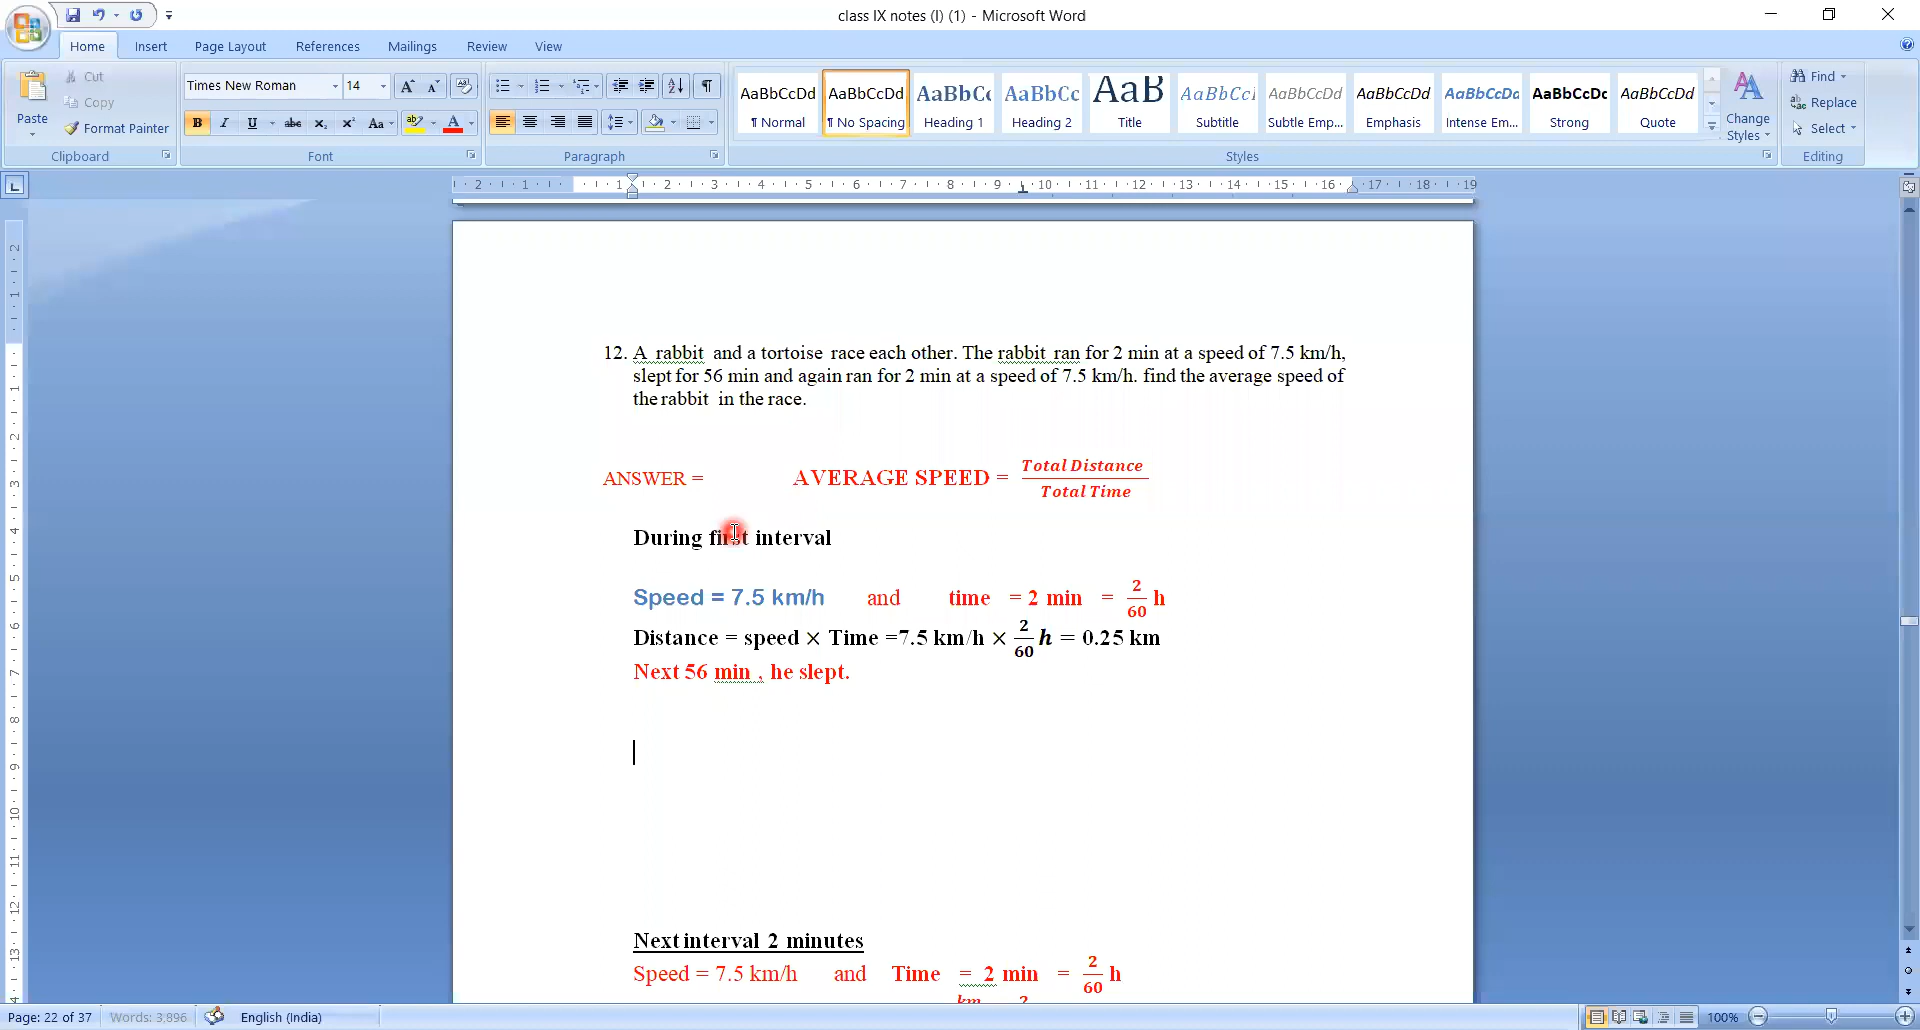 class IX notes (I) (1) - Microsoft Word
Home Insert Page Layout References Mailings Review View
Paste
Cut
Copy
Format Painter
Clipboard
Times New Roman 14
Font
Paragraph
AaBbCcDd AaBbCcDd AaBbCc AaBbCc AaB AaBbCcI AaBbCcDd AaBbCcDd AaBbCcDd AaBbCcDc AaBbCcDd
¶ Normal ¶ No Spacing Heading 1 Heading 2 Title Subtitle Subtle Emp... Emphasis Intense Em... Strong Quote
Change Styles
Styles
Find
Replace
Select
Editing
12. A rabbit and a tortoise race each other. The rabbit ran for 2 min at a speed of 7.5 km/h,
slept for 56 min and again ran for 2 min at a speed of 7.5 km/h. find the average speed of
the rabbit in the race.
ANSWER = AVERAGE SPEED = Total Distance / Total Time
During first interval
Speed = 7.5 km/h and time = 2 min = 2/60 h
Distance = speed × Time =7.5 km/h × 2/60 h = 0.25 km
Next 56 min , he slept.
Next interval 2 minutes
Speed = 7.5 km/h and Time = 2 min = 2/60 h
km 2
Page: 22 of 37 Words: 3,896 English (India) 100%